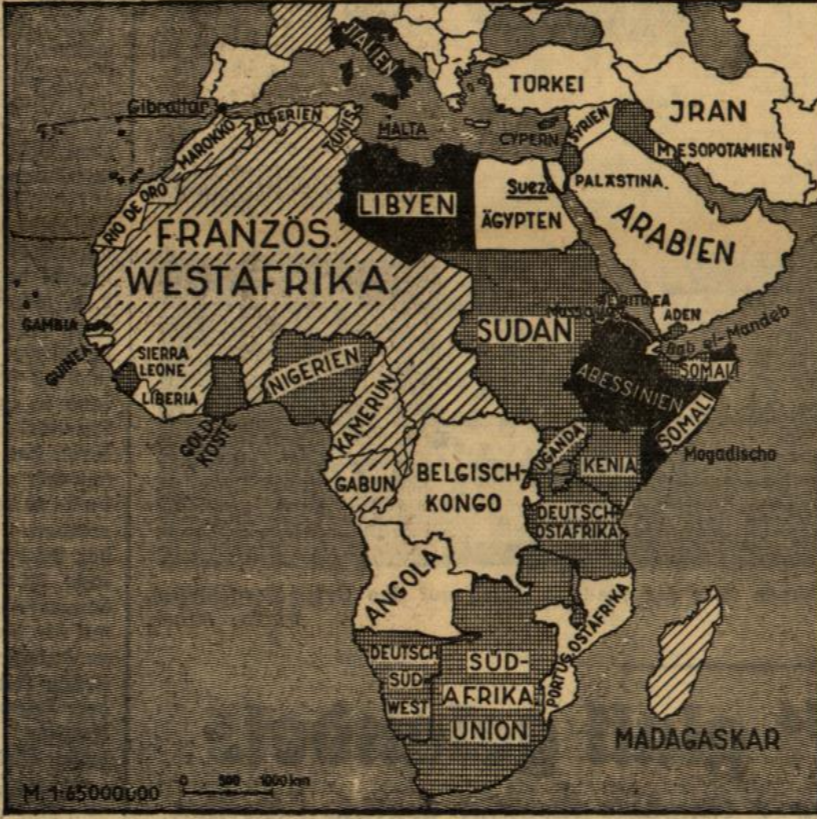 ITALIEN
TÜRKEI
Gibraltar
ALGERIEN
TUNIS
MALTA
CYPERN
SYRIEN
JRAN
MAROKKO
MESOPOTAMIEN
RIO DE ORO
LIBYEN
Suez
PALÄSTINA
ÄGYPTEN
ARABIEN
FRANZÖS.
WESTAFRIKA
ERITREA
ADEN
GAMBIA
SUDAN
Bab el-Mandeb
GUINEA
SIERRA
LEONE
NIGERIEN
SOMALI
LIBERIA
ABESSINIEN
GOLD-
KÜSTE
KAMERUN
SOMALI
UGANDA
KENIA
Mogadischo
GABUN
BELGISCH-
KONGO
DEUTSCH
OSTAFRIKA
ANGOLA
PORTUG. OSTAFRIKA
DEUTSCH
SÜD
WEST
SÜD-
AFRIKA
UNION
MADAGASKAR
M. 1:65000000
0 500 1000 km